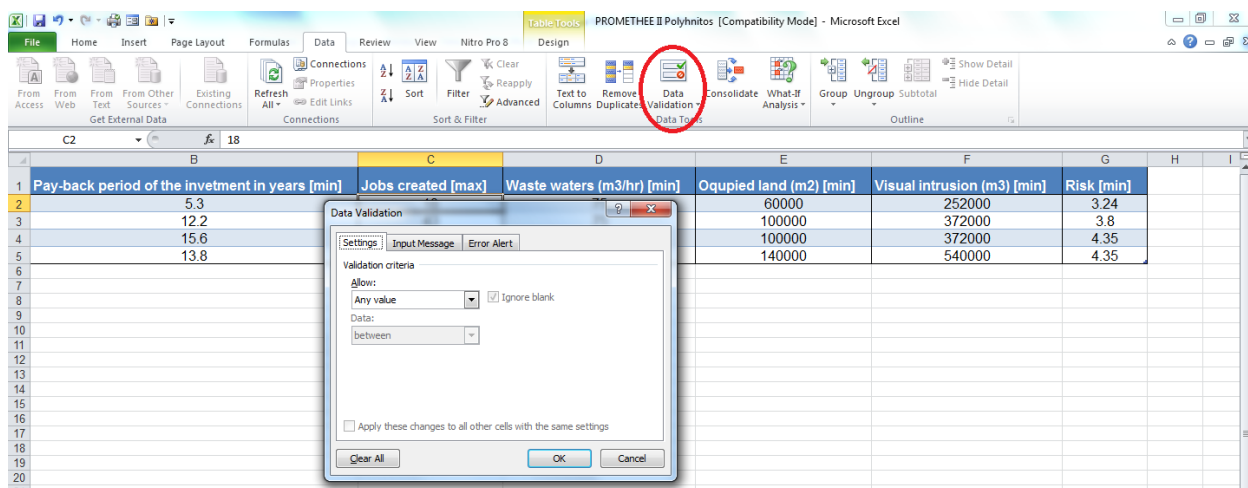 Table Tools PROMETHEE II Polyhnitos [Compatibility Mode] - Microsoft Excel
File Home Insert Page Layout Formulas Data Review View Nitro Pro 8 Design
From Access From Web From Text From Other Sources Existing Connections Refresh All Connections Properties Edit Links Sort Filter Clear Reapply Advanced Text to Columns Remove Duplicates Data Validation Consolidate What-If Analysis Group Ungroup Subtotal Show Detail Hide Detail
Get External Data Connections Sort & Filter Data Tools Outline
C2 fx 18
B C D E F G H I
1 Pay-back period of the invetment in years [min] Jobs created [max] Waste waters (m3/hr) [min] Oqupied land (m2) [min] Visual intrusion (m3) [min] Risk [min]
2 5.3 60000 252000 3.24
3 12.2 100000 372000 3.8
4 15.6 100000 372000 4.35
5 13.8 140000 540000 4.35
6
7
8
9
10
11
12
13
14
15
16
17
18
19
20
Data Validation
Settings Input Message Error Alert
Validation criteria
Allow:
Any value Ignore blank
Data:
between
Apply these changes to all other cells with the same settings
Clear All OK Cancel